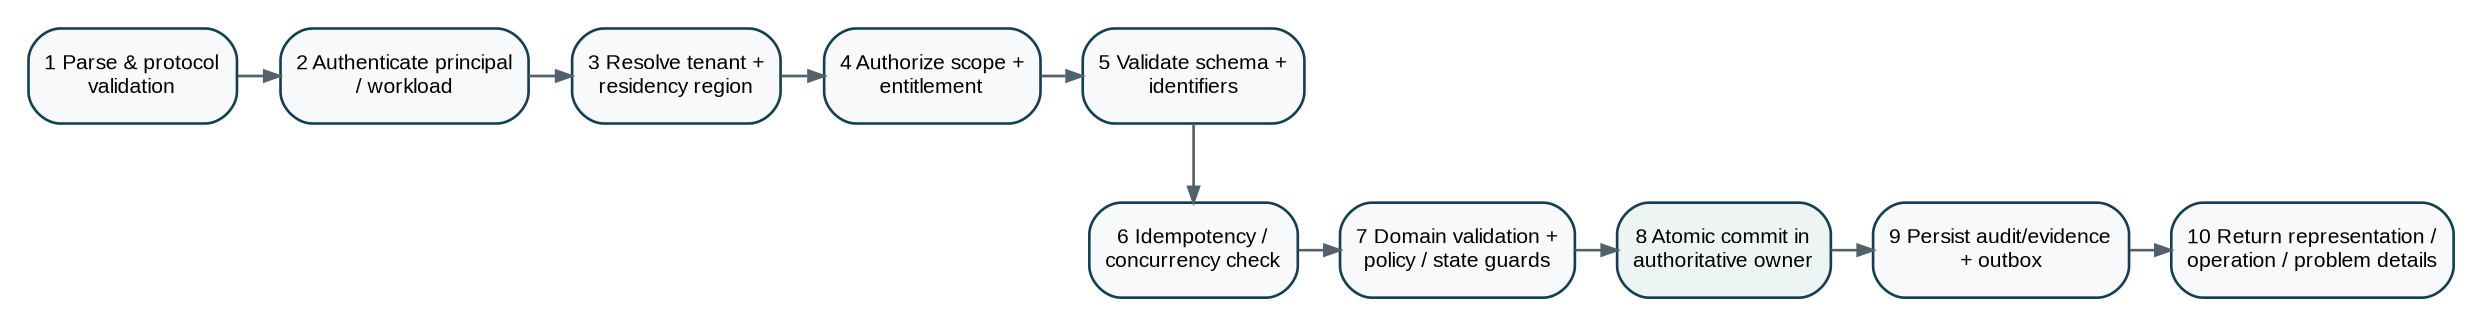 1 Parse & protocol
validation
2 Authenticate principal
/ workload
3 Resolve tenant +
residency region
4 Authorize scope +
entitlement
5 Validate schema +
identifiers
6 Idempotency /
concurrency check
7 Domain validation +
policy / state guards
8 Atomic commit in
authoritative owner
9 Persist audit/evidence
+ outbox
10 Return representation /
operation / problem details